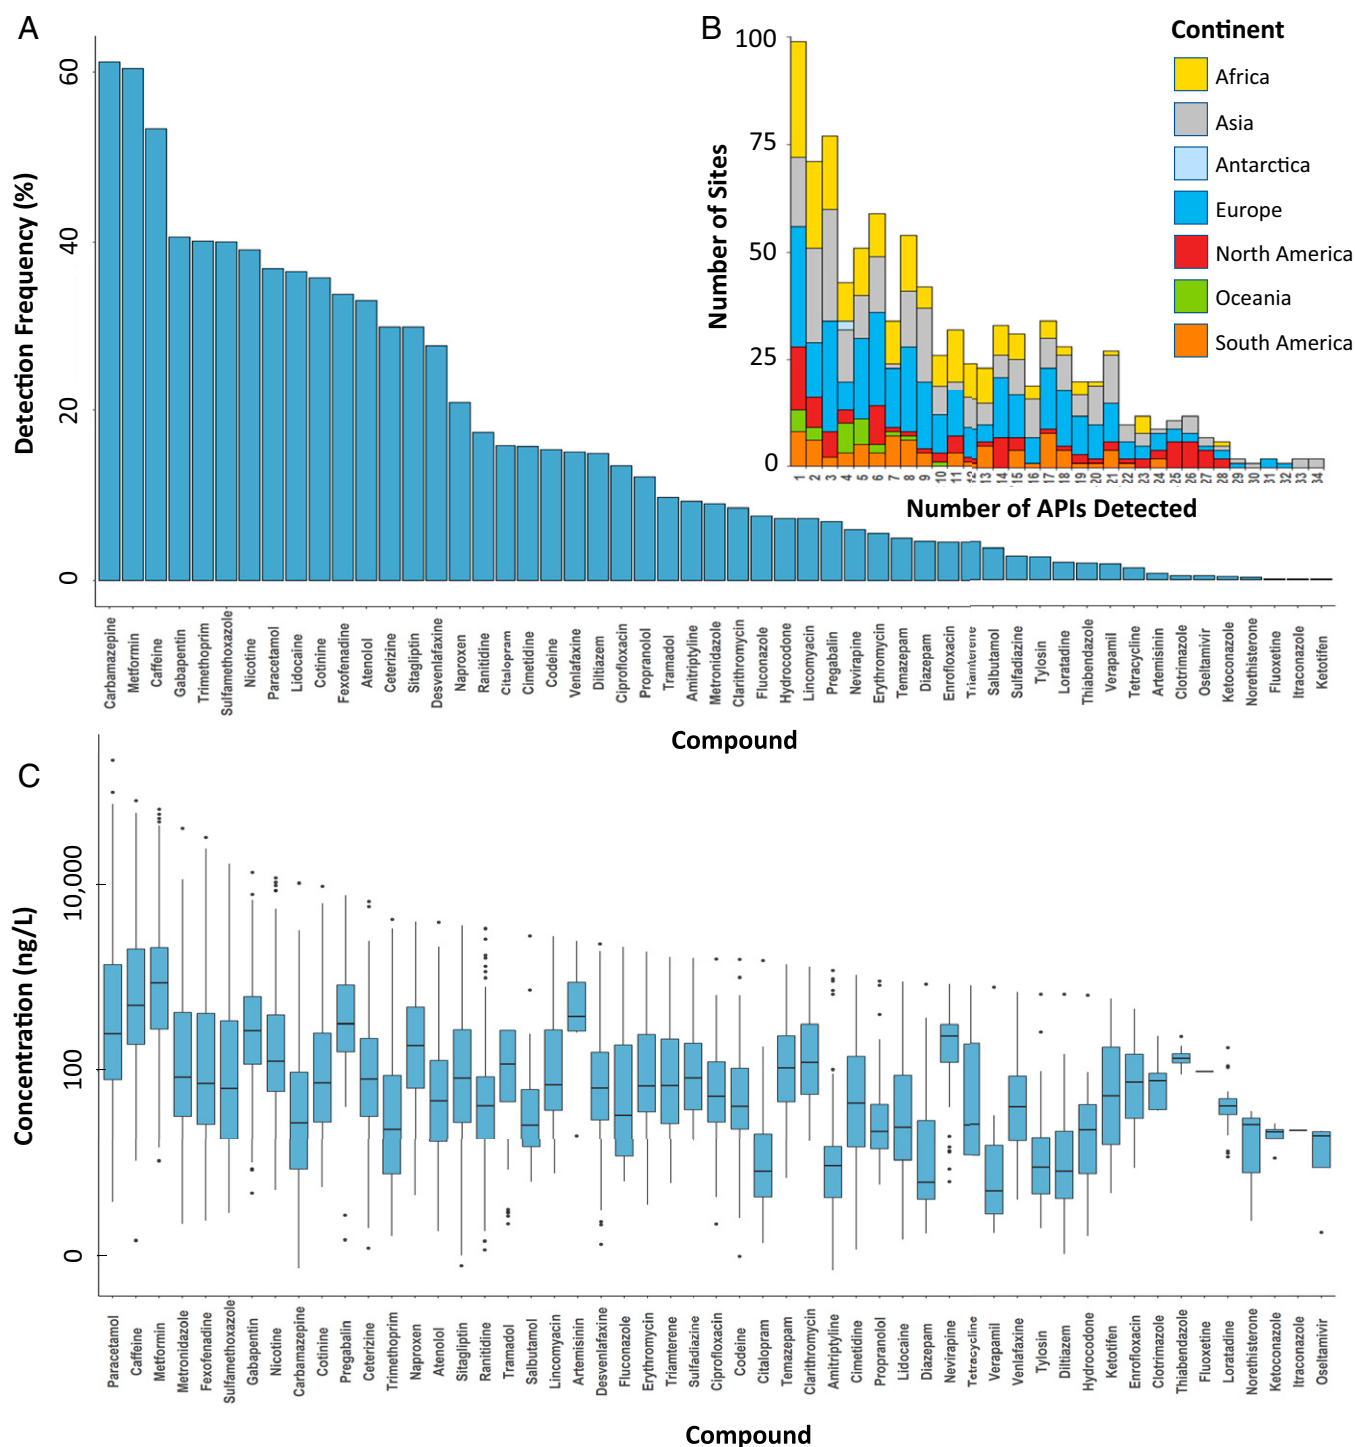 A
Detection Frequency (%)
60
40
20
0
Carbamazepine
Metformin
Caffeine
Gabapentin
Trimethoprim
Sulfamethoxazole
Nicotine
Paracetamol
Lidocaine
Cotinine
Fexofenadine
Atenolol
Ceterizine
Sitagliptin
Desvenlafaxine
Naproxen
Ranitidine
Citalopram
Cimetidine
Codeine
Venlafaxine
Diltiazem
Ciprofloxacin
Propranolol
Tramadol
Amitriptyline
Metronidazole
Clarithromycin
Fluconazole
Hydrocodone
Lincomyacin
Pregabalin
Nevirapine
Erythromycin
Temazepam
Diazepam
Enrofloxacin
Triamterene
Salbutamol
Sulfadiazine
Tylosin
Loratadine
Thiabendazole
Verapamil
Tetracycline
Artemisinin
Clotrimazole
Oseltamivir
Ketoconazole
Norethisterone
Fluoxetine
Itraconazole
Ketotifen
Compound
B
Number of Sites
100
75
50
25
0
1
2
3
4
5
6
7
8
9
10
11
12
13
14
15
16
17
18
19
20
21
22
23
24
25
26
27
28
29
30
31
32
33
34
Number of APIs Detected
Continent
Africa
Asia
Antarctica
Europe
North America
Oceania
South America
C
Concentration (ng/L)
10,000
100
0
Paracetamol
Caffeine
Metformin
Metronidazole
Fexofenadine
Sulfamethoxazole
Gabapentin
Nicotine
Carbamazepine
Cotinine
Pregabalin
Ceterizine
Trimethoprim
Naproxen
Atenolol
Sitagliptin
Ranitidine
Tramadol
Salbutamol
Lincomyacin
Artemisinin
Desvenlafaxine
Fluconazole
Erythromycin
Triamterene
Sulfadiazine
Ciprofloxacin
Codeine
Citalopram
Temazepam
Clarithromycin
Amitriptyline
Cimetidine
Propranolol
Lidocaine
Diazepam
Nevirapine
Tetracycline
Verapamil
Venlafaxine
Tylosin
Diltiazem
Hydrocodone
Ketotifen
Enrofloxacin
Clotrimazole
Thiabendazole
Fluoxetine
Loratadine
Norethisterone
Ketoconazole
Itraconazole
Oseltamivir
Compound